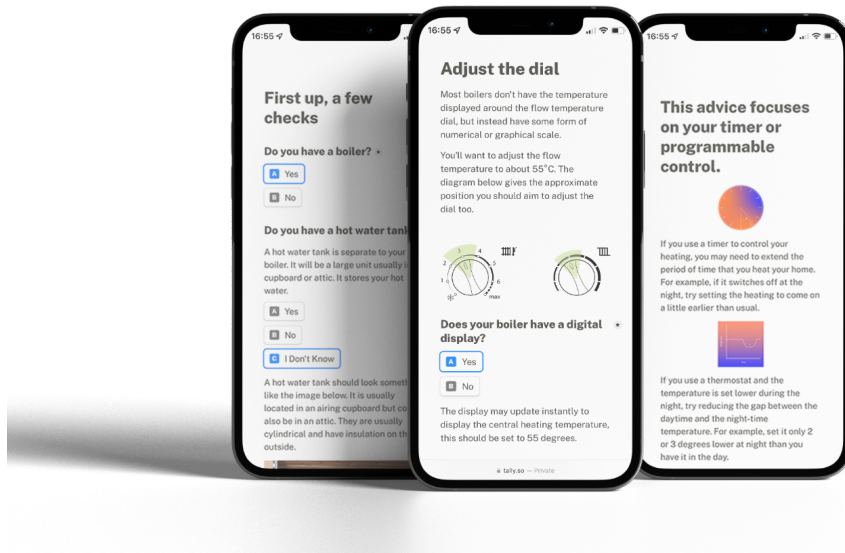 16:55
First up, a few
checks
Do you have a boiler? *
A Yes
B No
Do you have a hot water tank
A hot water tank is separate to your
boiler. It will be a large unit usually
cupboard or attic. It stores your hot
water.
A Yes
B No
C I Don't Know
A hot water tank should look
like the image below. It is usually
located in an airing cupboard but
also be in an attic. They are usually
cylindrical and have insulation on
outside.
16:55
Adjust the dial
Most boilers don't have the temperature
displayed around the flow temperature
dial, but instead have some form of
numerical or graphical scale.
You'll want to adjust the flow
temperature to about 55°C. The
diagram below gives the approximate
position you should aim to adjust the
dial too.
1 2 3 4 5 6 max
Does your boiler have a digital *
display?
A Yes
B No
The display may update instantly to
display the central heating temperature,
this should be set to 55 degrees.
tally.so — Private
16:55
This advice focuses
on your timer or
programmable
control.
If you use a timer to control your
heating, you may need to extend the
period of time that you heat your home.
For example, if it switches off at the
night, try setting the heating to come on
a little earlier than usual.
If you use a thermostat and the
temperature is set lower during the
night, try reducing the gap between the
daytime and the night-time
temperature. For example, set it only 2
or 3 degrees lower at night than you
have it in the day.